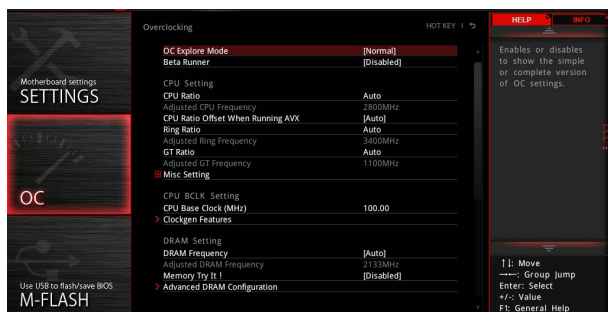 Overclocking
HOT KEY
HELP
INFO
OC Explore Mode [Normal]
Beta Runner [Disabled]
CPU Setting
CPU Ratio Auto
Adjusted CPU Frequency 2800MHz
CPU Ratio Offset When Running AVX [Auto]
Ring Ratio Auto
Adjusted Ring Frequency 3400MHz
GT Ratio Auto
Adjusted GT Frequency 1100MHz
Misc Setting
CPU BCLK Setting
CPU Base Clock (MHz) 100.00
Clockgen Features
DRAM Setting
DRAM Frequency [Auto]
Adjusted DRAM Frequency 2133MHz
Memory Try It ! [Disabled]
Advanced DRAM Configuration
Motherboard settings
SETTINGS
OC
Use USB to flash/save BIOS
M-FLASH
Enables or disables
to show the simple
or complete version
of OC settings.
↑↓: Move
→←: Group Jump
Enter: Select
+/-: Value
F1: General Help